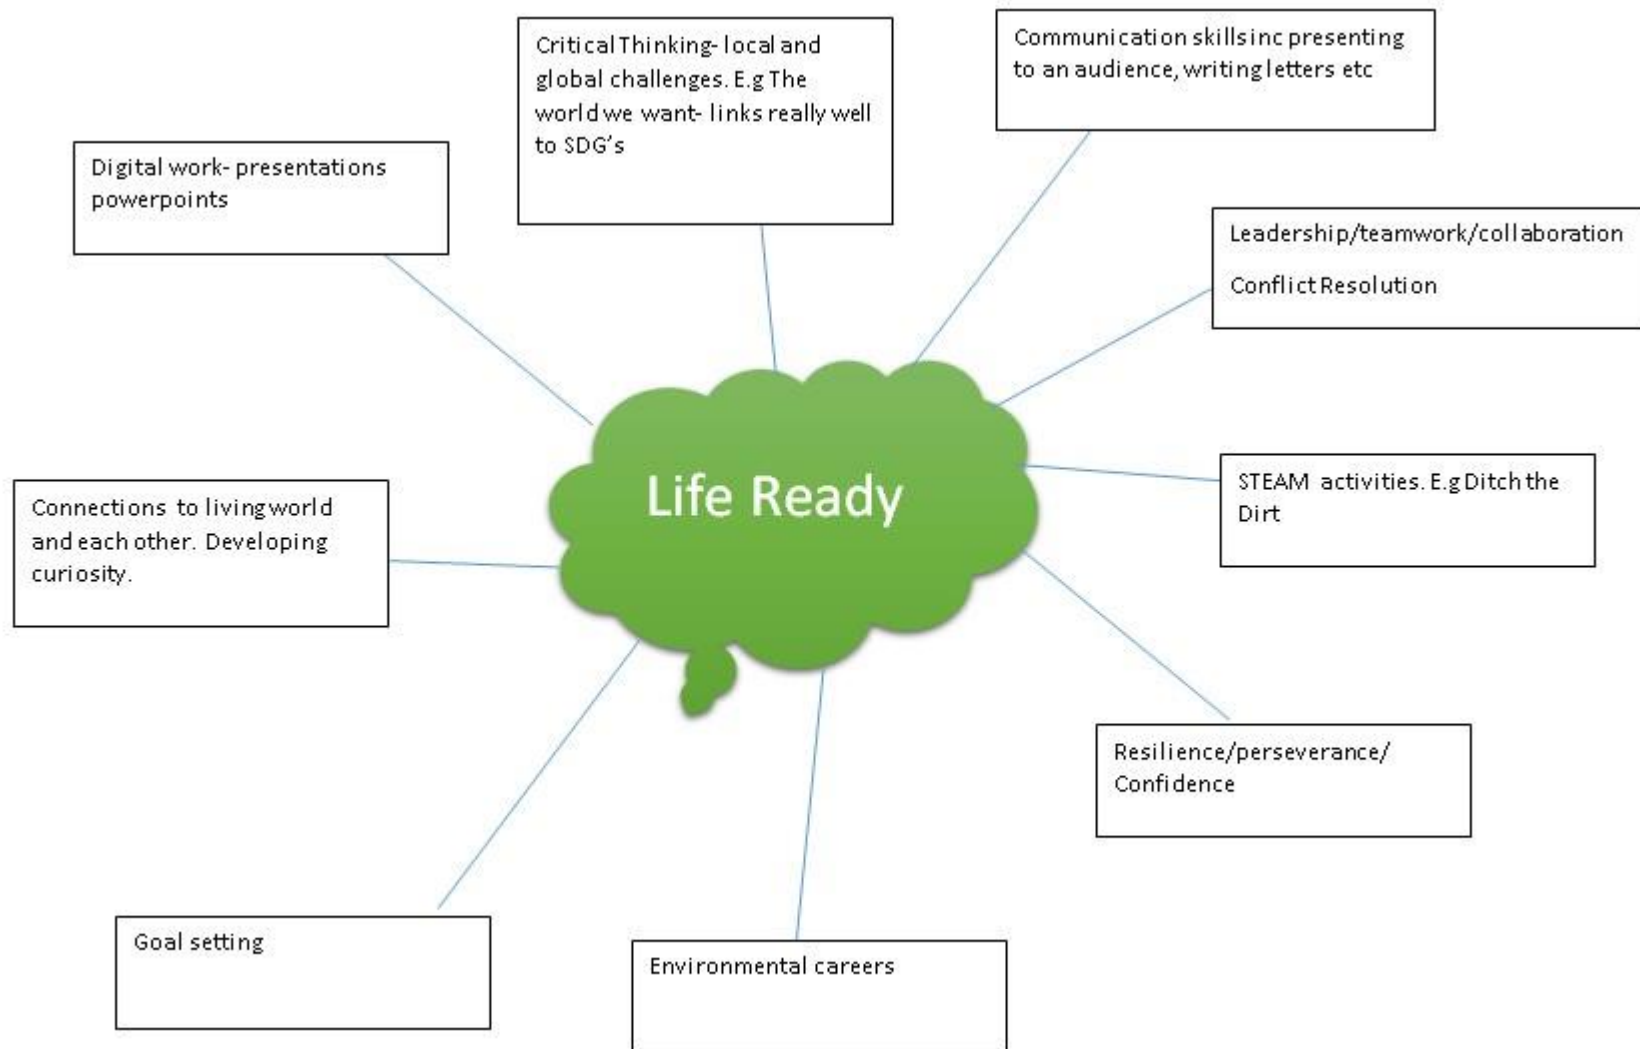 Critical Thinking- local and
global challenges. E.g The
world we want- links really well
to SDG's
Communication skills inc presenting
to an audience, writing letters etc
Digital work- presentations
powerpoints
Leadership/teamwork/collaboration
Conflict Resolution
Life Ready
STEAM activities. E.g Ditch the
Dirt
Connections to living world
and each other. Developing
curiosity.
Resilience/perseverance/
Confidence
Goal setting
Environmental careers